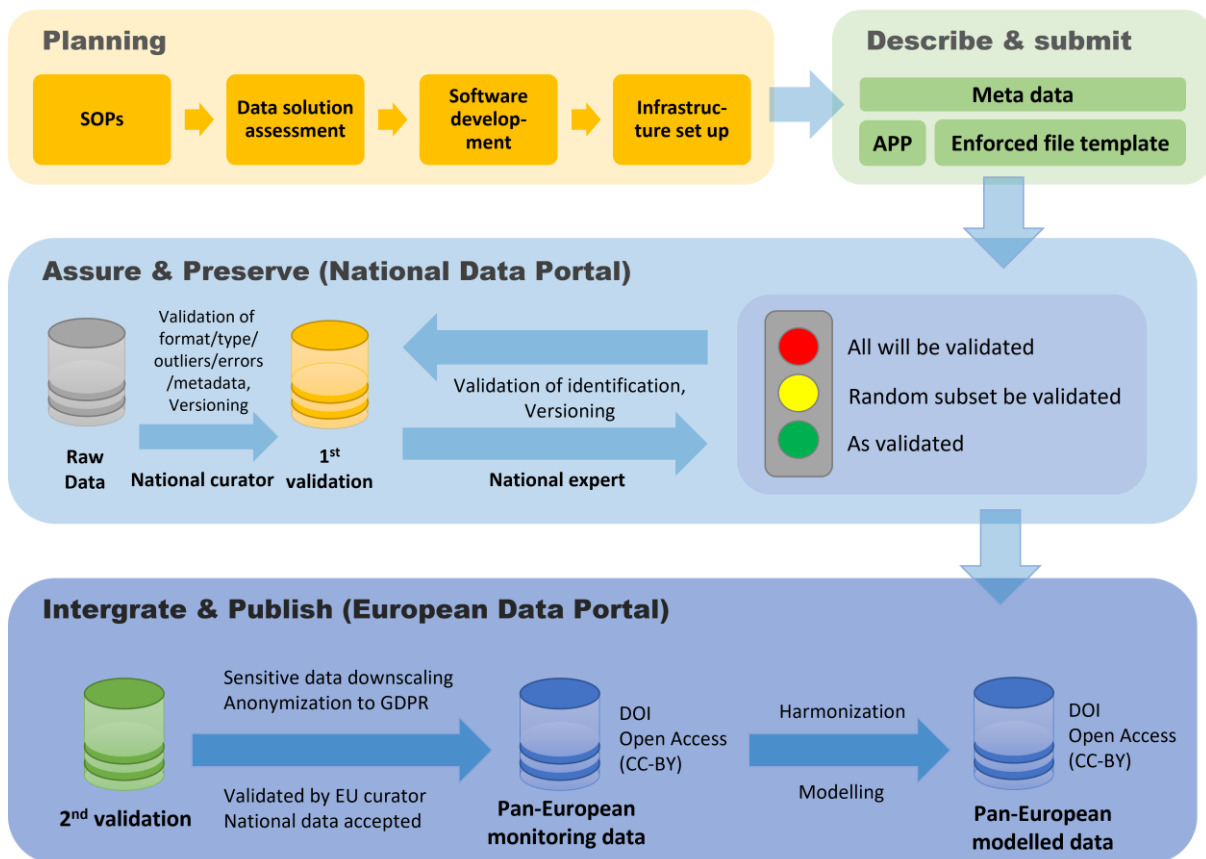 Planning
SOPs
Data solution
assessment
Software
develop-
ment
Infrastruc-
ture set up
Describe & submit
Meta data
APP
Enforced file template
Assure & Preserve (National Data Portal)
Validation of
format/type/
outliers/errors
/metadata,
Versioning
Raw
Data
National curator
1st
validation
Validation of identification,
Versioning
National expert
All will be validated
Random subset be validated
As validated
Intergrate & Publish (European Data Portal)
2nd validation
Sensitive data downscaling
Anonymization to GDPR
Validated by EU curator
National data accepted
DOI
Open Access
(CC-BY)
Pan-European
monitoring data
Harmonization
Modelling
DOI
Open Access
(CC-BY)
Pan-European
modelled data